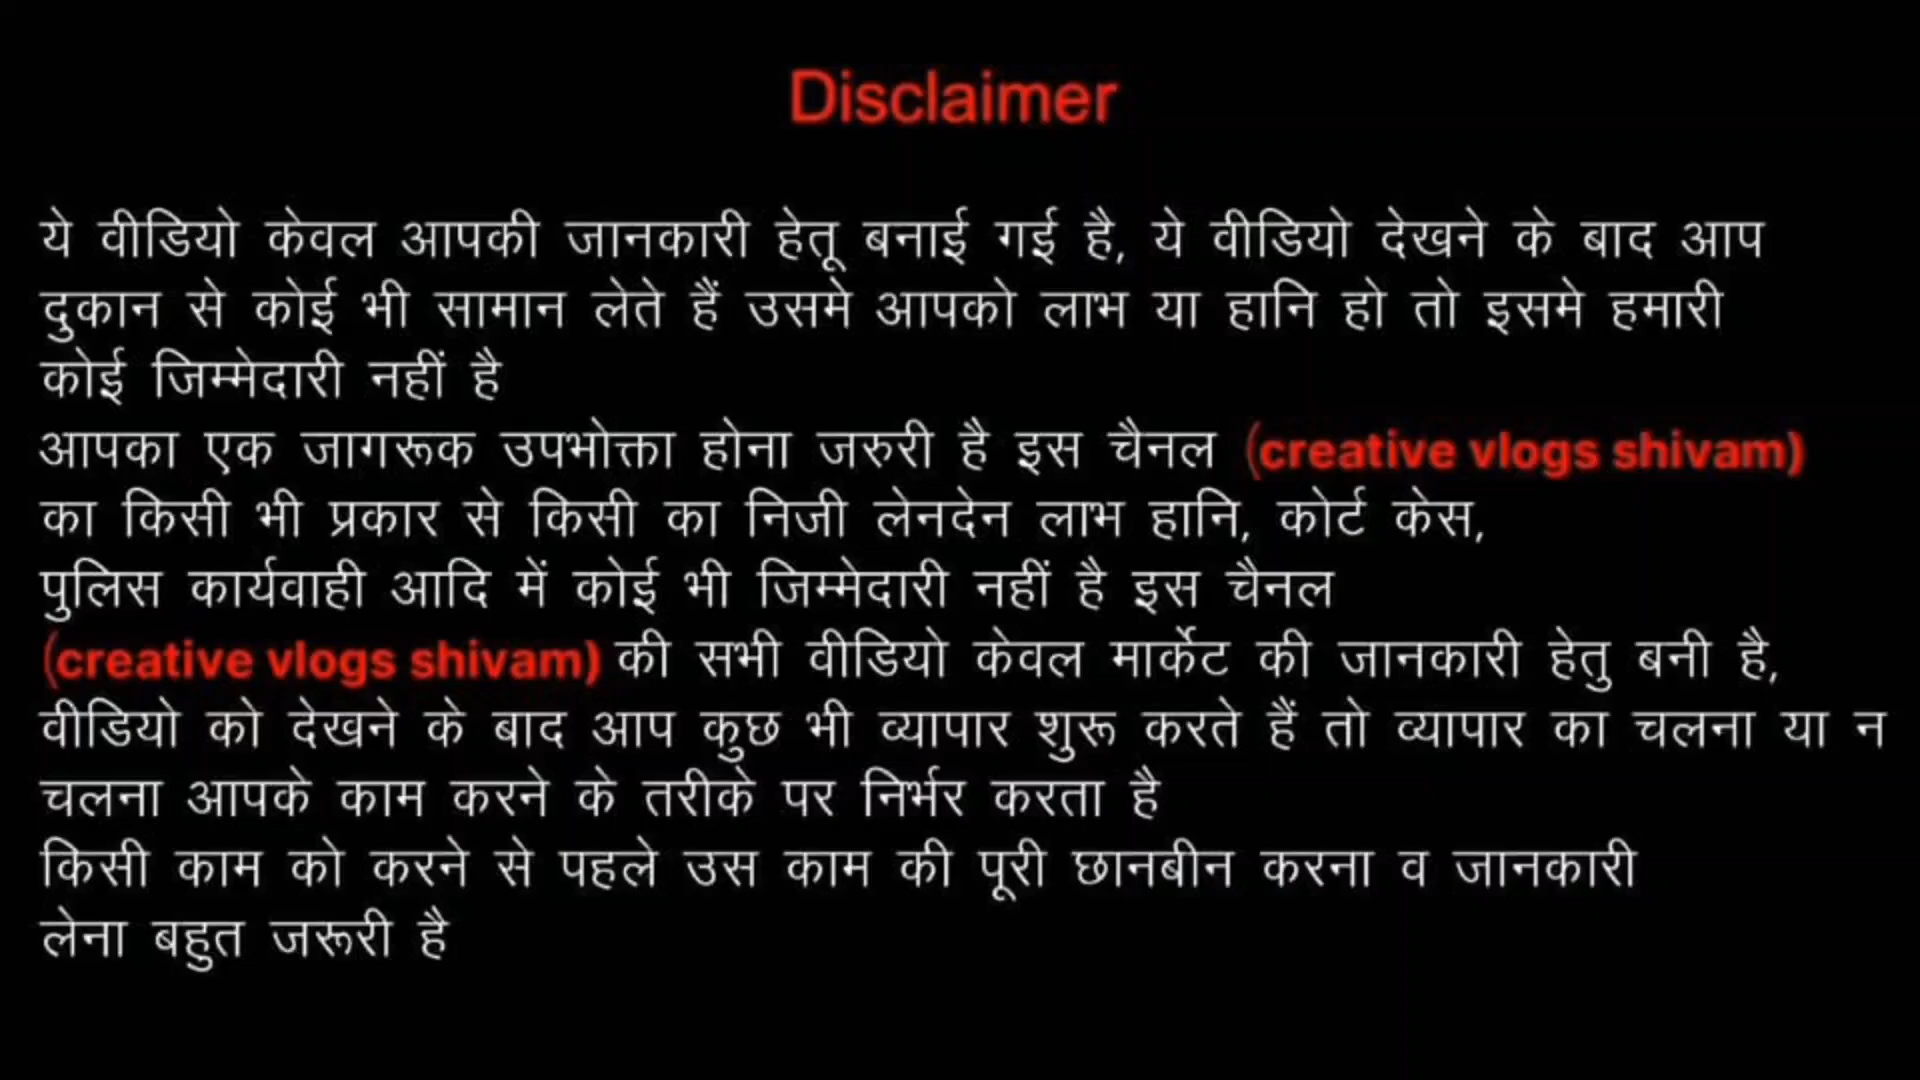 Disclaimer
ये वीडियो केवल आपकी जानकारी हेतू बनाई गई है, ये वीडियो देखने के बाद आप
दुकान से कोई भी सामान लेते हैं उसमे आपको लाभ या हानि हो तो इसमे हमारी
कोई जिम्मेदारी नहीं है
आपका एक जागरूक उपभोक्ता होना जरुरी है इस चैनल (creative vlogs shivam)
का किसी भी प्रकार से किसी का निजी लेनदेन लाभ हानि, कोर्ट केस,
पुलिस कार्यवाही आदि में कोई भी जिम्मेदारी नहीं है इस चैनल
(creative vlogs shivam) की सभी वीडियो केवल मार्केट की जानकारी हेतु बनी है,
वीडियो को देखने के बाद आप कुछ भी व्यापार शुरू करते हैं तो व्यापार का चलना या न
चलना आपके काम करने के तरीके पर निर्भर करता है
किसी काम को करने से पहले उस काम की पूरी छानबीन करना व जानकारी
लेना बहुत जरूरी है